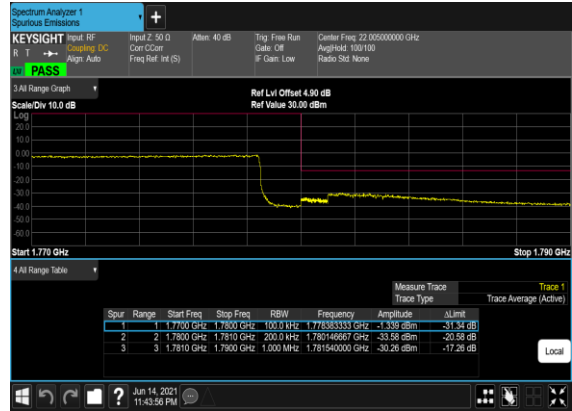 Spectrum Analyzer 1
Spurious Emissions
+
KEYSIGHT Input: RF Input Z: 50 Ω Atten: 40 dB Trig: Free Run Center Freq: 22.005000000 GHz
R T Coupling: DC Corr CCorr Gate: Off Avg|Hold: 100/100
Align: Auto Freq Ref: Int (S) IF Gain: Low Radio Std: None
PASS
3 All Range Graph
Ref Lvl Offset 4.90 dB
Scale/Div 10.0 dB Ref Value 30.00 dBm
Log
20.0
10.0
0.00
-10.0
-20.0
-30.0
-40.0
-50.0
-60.0
Start 1.770 GHz Stop 1.790 GHz
4 All Range Table
Measure Trace Trace 1
Trace Type Trace Average (Active)
Spur Range Start Freq Stop Freq RBW Frequency Amplitude ΔLimit
1 1 1.7700 GHz 1.7800 GHz 100.0 kHz 1.778383333 GHz -1.339 dBm -31.34 dB
2 2 1.7800 GHz 1.7810 GHz 200.0 kHz 1.780146667 GHz -33.58 dBm -20.58 dB
3 3 1.7810 GHz 1.7900 GHz 1.000 MHz 1.781540000 GHz -30.26 dBm -17.26 dB
Local
? Jun 14, 2021
11:43:56 PM